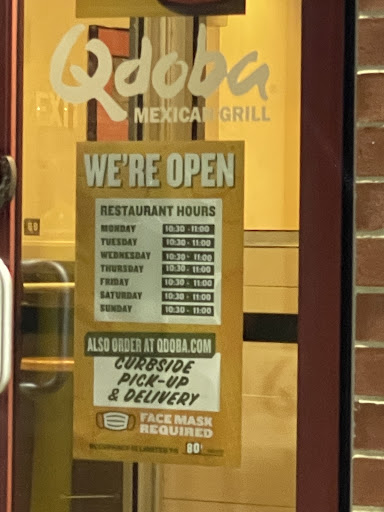 Qdoba
MEXICAN GRILL
EXIT
WE'RE OPEN
RESTAURANT HOURS
MONDAY 10:30 - 11:00
TUESDAY 10:30 - 11:00
WEDNESDAY 10:30 - 11:00
THURSDAY 10:30 - 11:00
FRIDAY 10:30 - 11:00
SATURDAY 10:30 - 11:00
SUNDAY 10:30 - 11:00
ALSO ORDER AT QDOBA.COM
CURBSIDE
PICK-UP
& DELIVERY
FACE MASK
REQUIRED
80